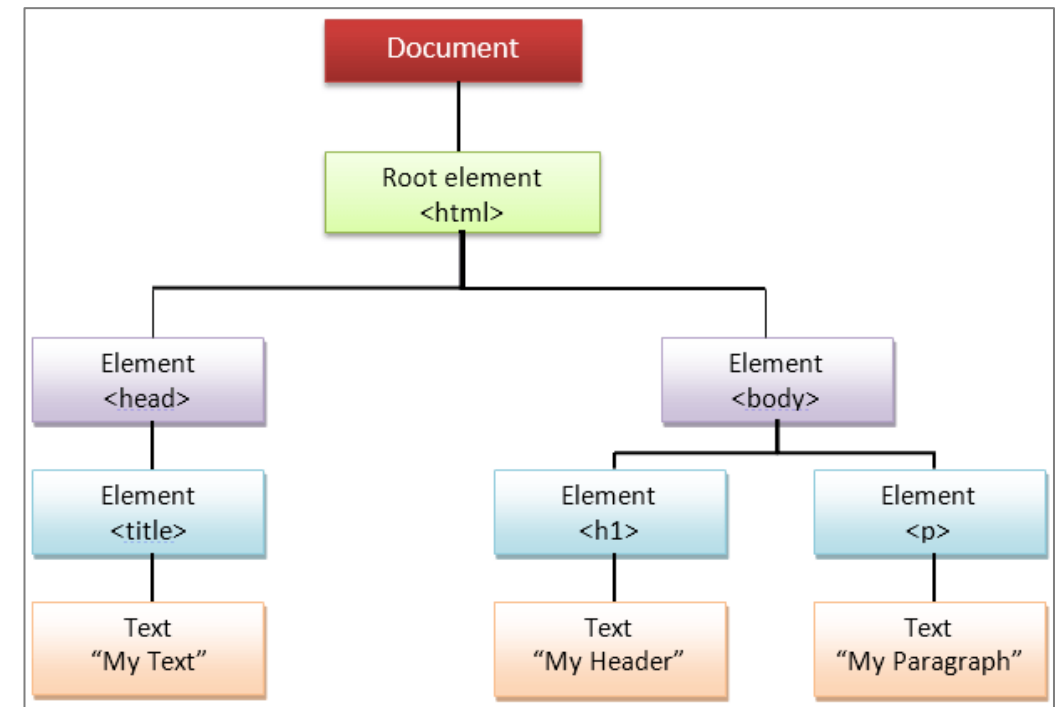 Document
Root element
<html>
Element
<head>
Element
<body>
Element
<title>
Element
<h1>
Element
<p>
Text
“My Text”
Text
“My Header”
Text
“My Paragraph”